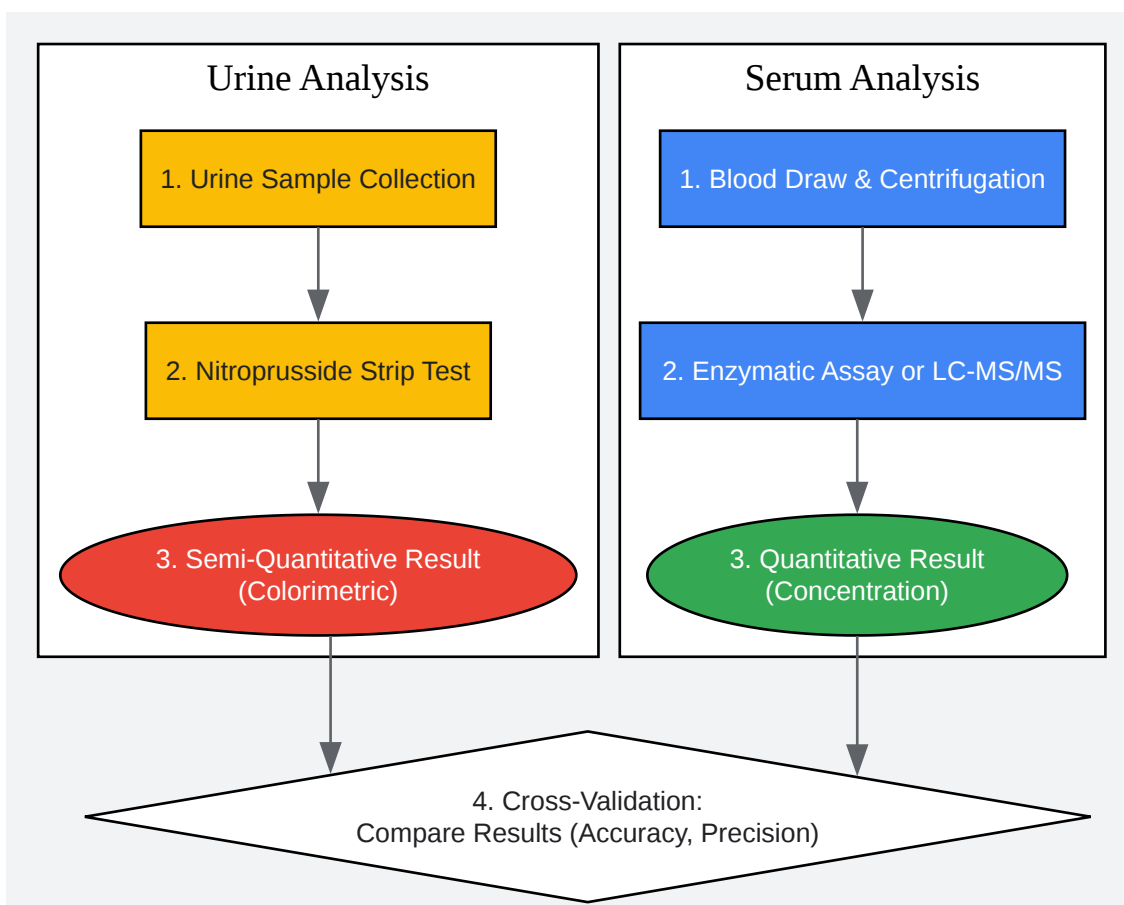 Urine Analysis
1. Urine Sample Collection
2. Nitroprusside Strip Test
3. Semi-Quantitative Result
(Colorimetric)
Serum Analysis
1. Blood Draw & Centrifugation
2. Enzymatic Assay or LC-MS/MS
3. Quantitative Result
(Concentration)
4. Cross-Validation:
Compare Results (Accuracy, Precision)